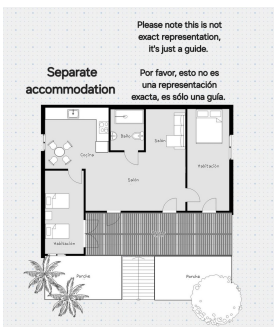 Please note this is not
exact representation,
it's just a guide.
Separate
accommodation
Por favor, esto no es
una representación
exacta, es sólo una guía.
Baño
Salón
Habitación
Cocina
Salón
Habitación
Porche
Porche